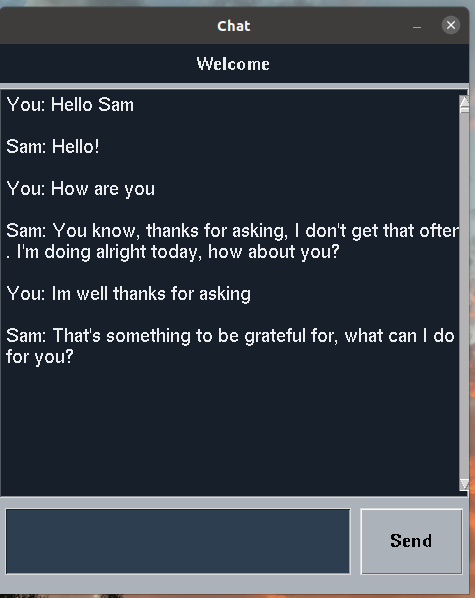 Chat
Welcome
You: Hello Sam
Sam: Hello!
You: How are you
Sam: You know, thanks for asking, I don't get that often
. I'm doing alright today, how about you?
You: Im well thanks for asking
Sam: That's something to be grateful for, what can I do
for you?
Send